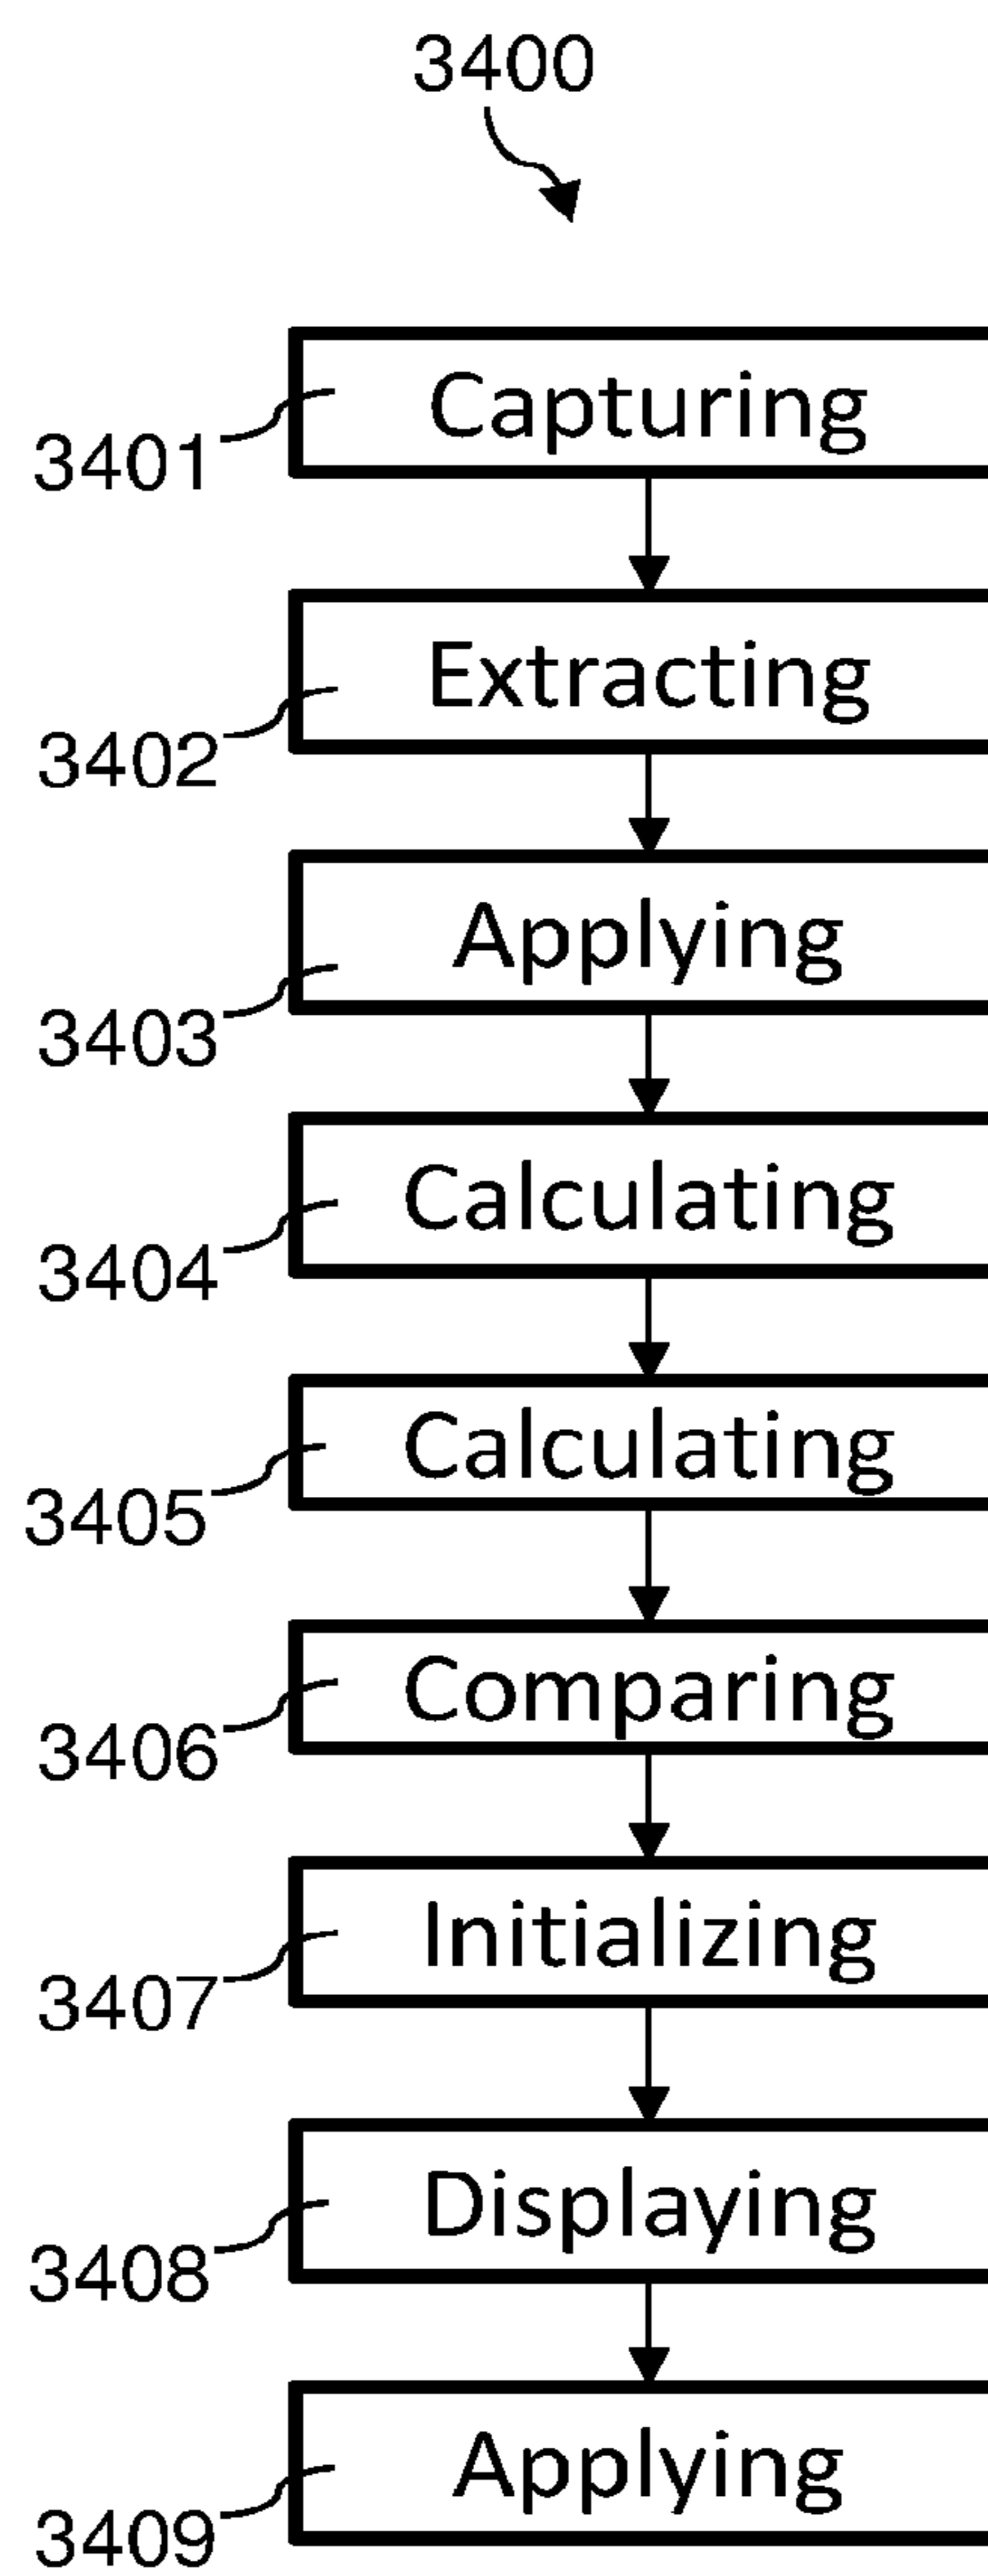 3400
Capturing
3401
Extracting
3402
Applying
3403
Calculating
3404
Calculating
3405
Comparing
3406
Initializing
3407
Displaying
3408
Applying
3409